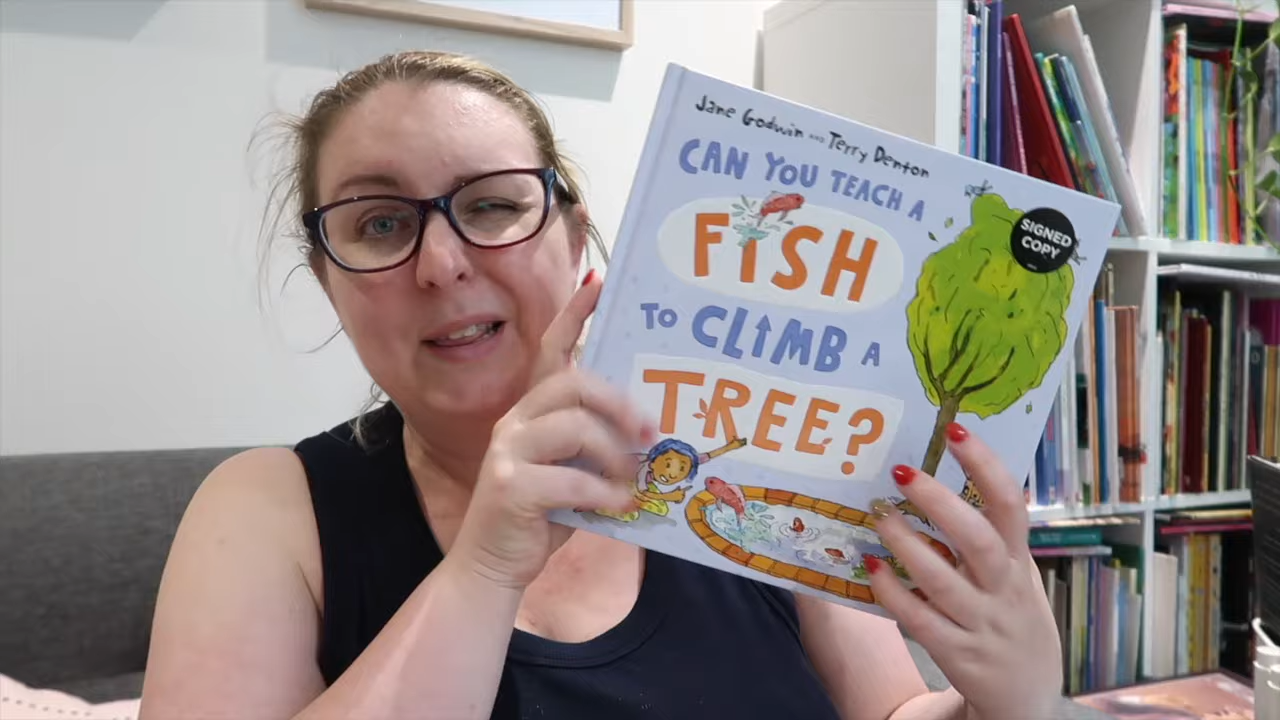 Jane Godwin AND Terry Denton
CAN YOU TEACH A
FISH
TO CLIMB A
TREE?
SIGNED
COPY